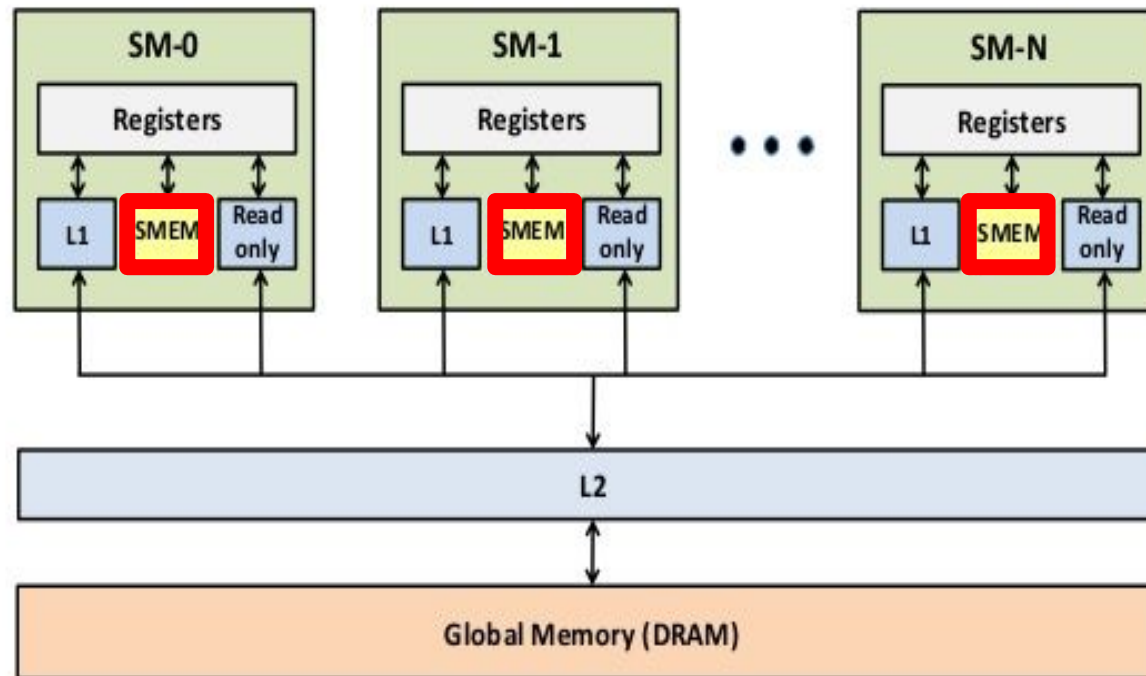 SM-0
SM-1
SM-N
Registers
Registers
Registers
L1
SMEM
Read
only
L1
SMEM
Read
only
L1
SMEM
Read
only
L2
Global Memory (DRAM)